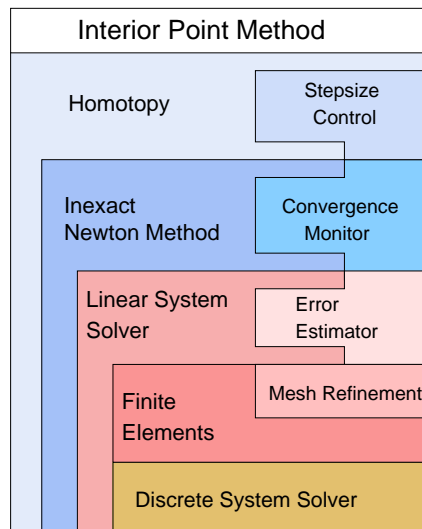 Interior Point Method
Homotopy
Stepsize
Control
Inexact
Newton Method
Convergence
Monitor
Linear System
Solver
Error
Estimator
Finite
Elements
Mesh Refinement
Discrete System Solver